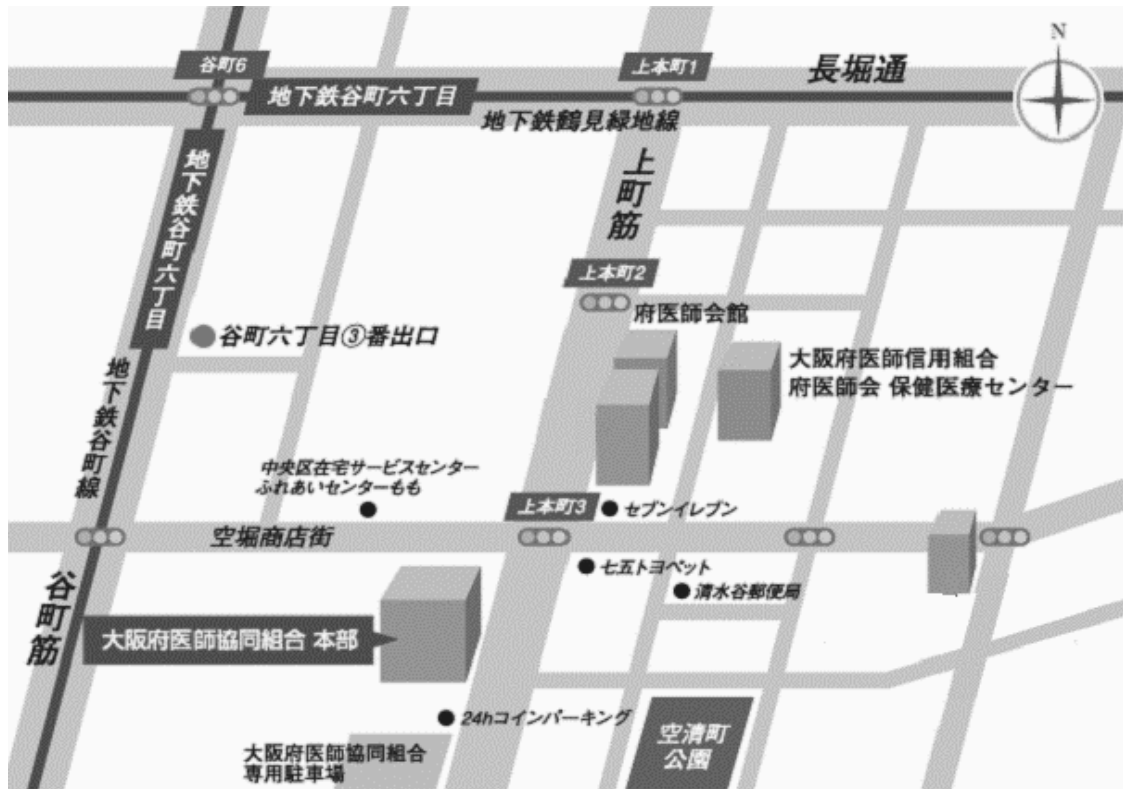 N
谷町6
上本町1
長堀通
地下鉄谷町六丁目
地下鉄鶴見緑地線
地下鉄谷町六丁目
上町筋
上本町2
府医師会館
谷町六丁目③番出口
大阪府医師信用組合
府医師会 保健医療センター
地下鉄谷町線
中央区在宅サービスセンター
ふれあいセンターもも
上本町3
セブンイレブン
空堀商店街
七五トヨペット
清水谷郵便局
谷町筋
大阪府医師協同組合 本部
24hコインパーキング
空清町
公園
大阪府医師協同組合
専用駐車場